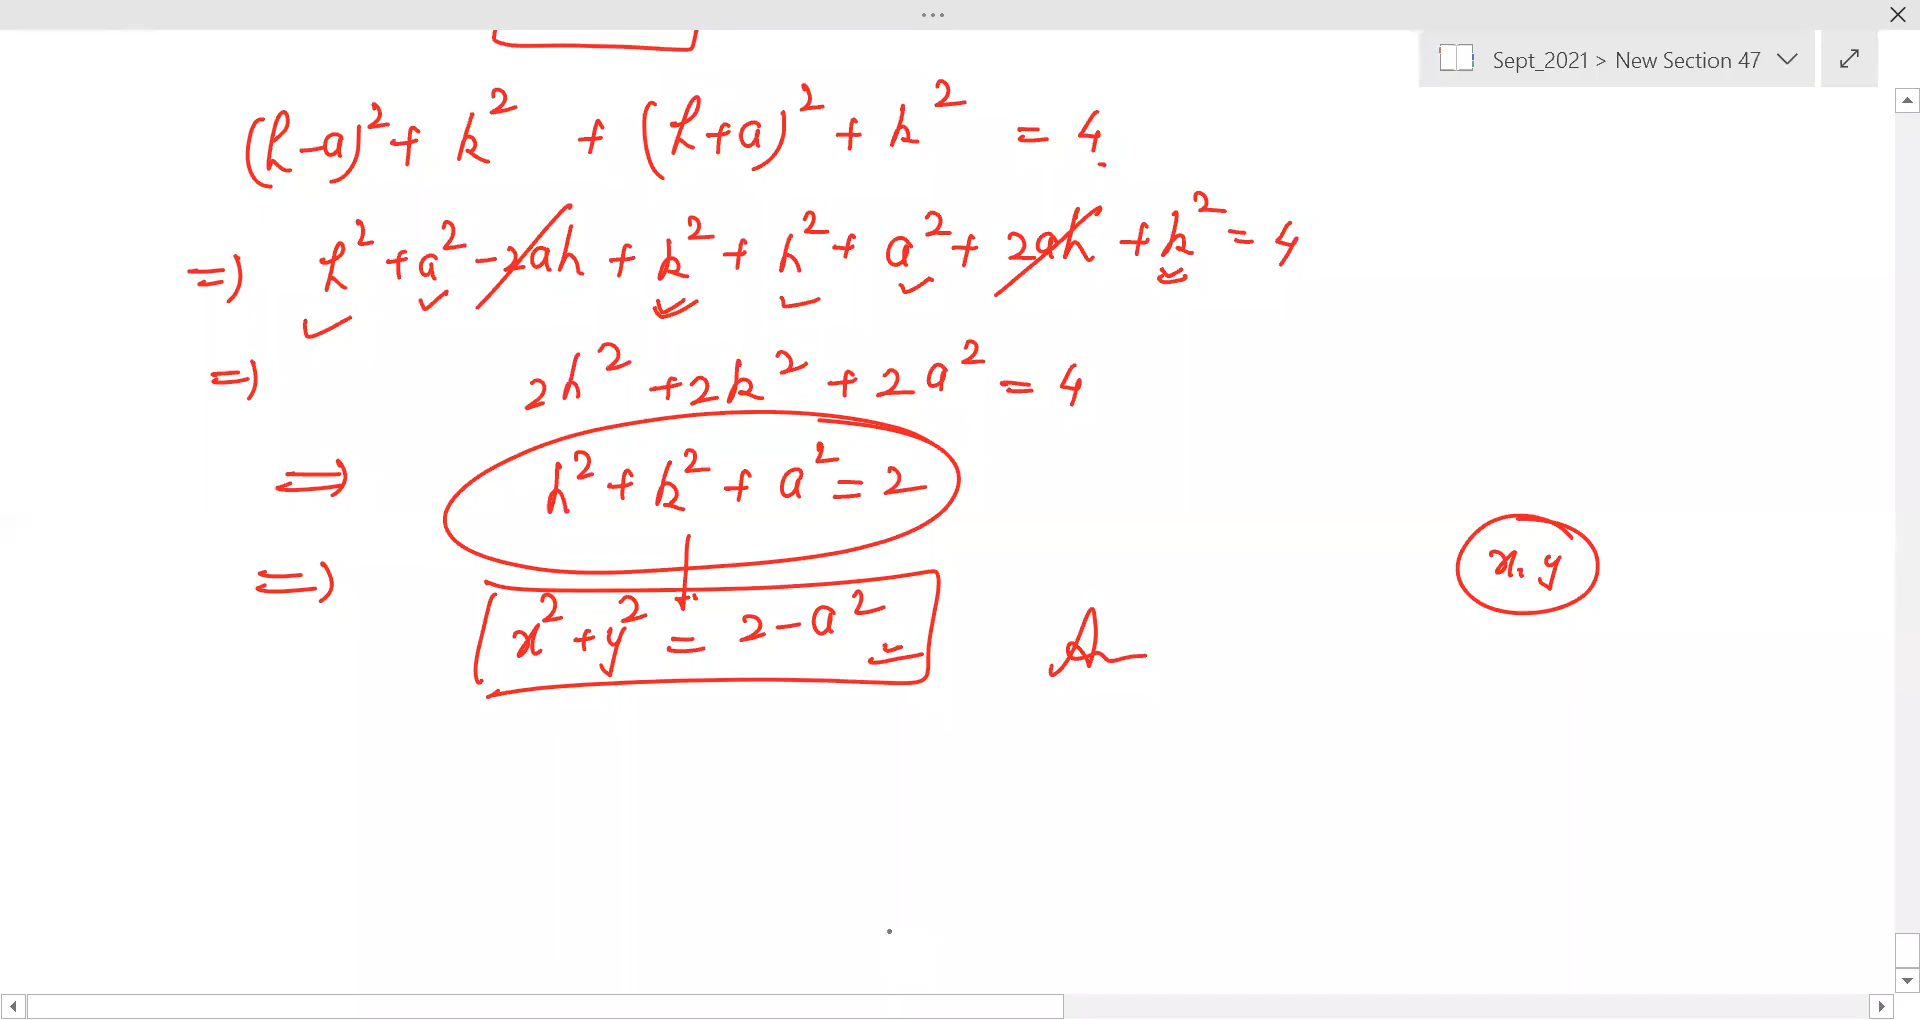 Sept_2021 > New Section 47
(h-a)² + k² + (h+a)² + k² = 4
=) h² + a² - 2ah + k² + h² + a² + 2ah + k² = 4
=) 2h² + 2k² + 2a² = 4
=> h² + k² + a² = 2
x, y
=) x² + y² = 2 - a²